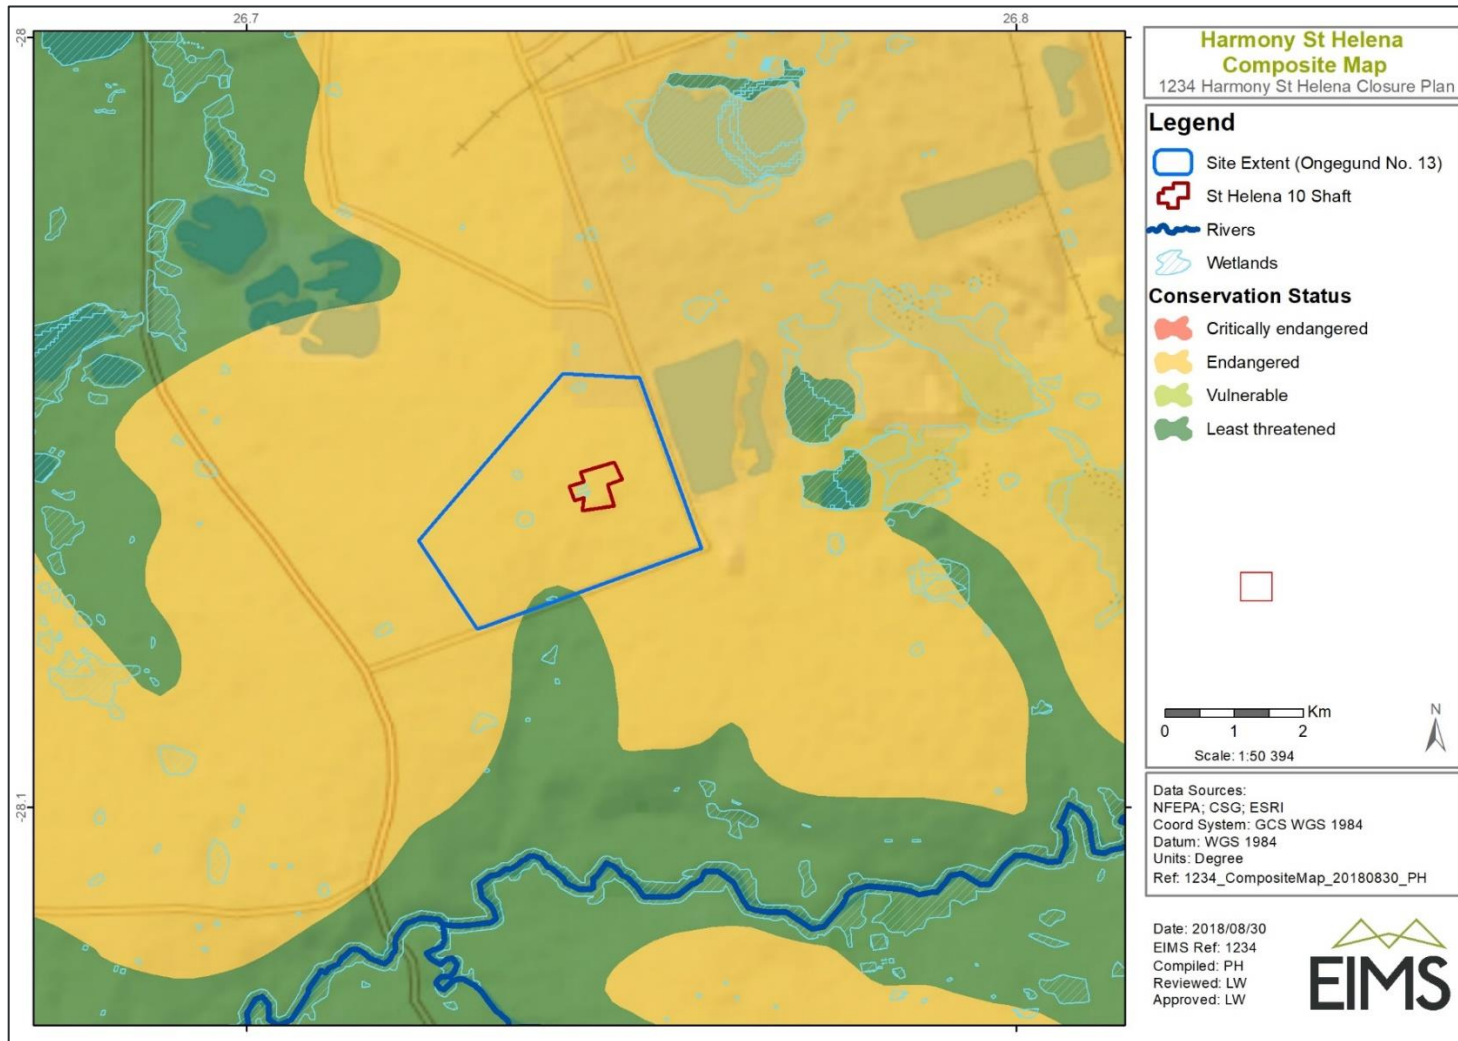 26.7
26.8
-28
-28.1
Harmony St Helena
Composite Map
1234 Harmony St Helena Closure Plan
Legend
Site Extent (Ongegund No. 13)
St Helena 10 Shaft
Rivers
Wetlands
Conservation Status
Critically endangered
Endangered
Vulnerable
Least threatened
Km
0 1 2
Scale: 1:50 394
N
Data Sources:
NFEPA; CSG; ESRI
Coord System: GCS WGS 1984
Datum: WGS 1984
Units: Degree
Ref: 1234_CompositeMap_20180830_PH
Date: 2018/08/30
EIMS Ref: 1234
Compiled: PH
Reviewed: LW
Approved: LW
EIMS